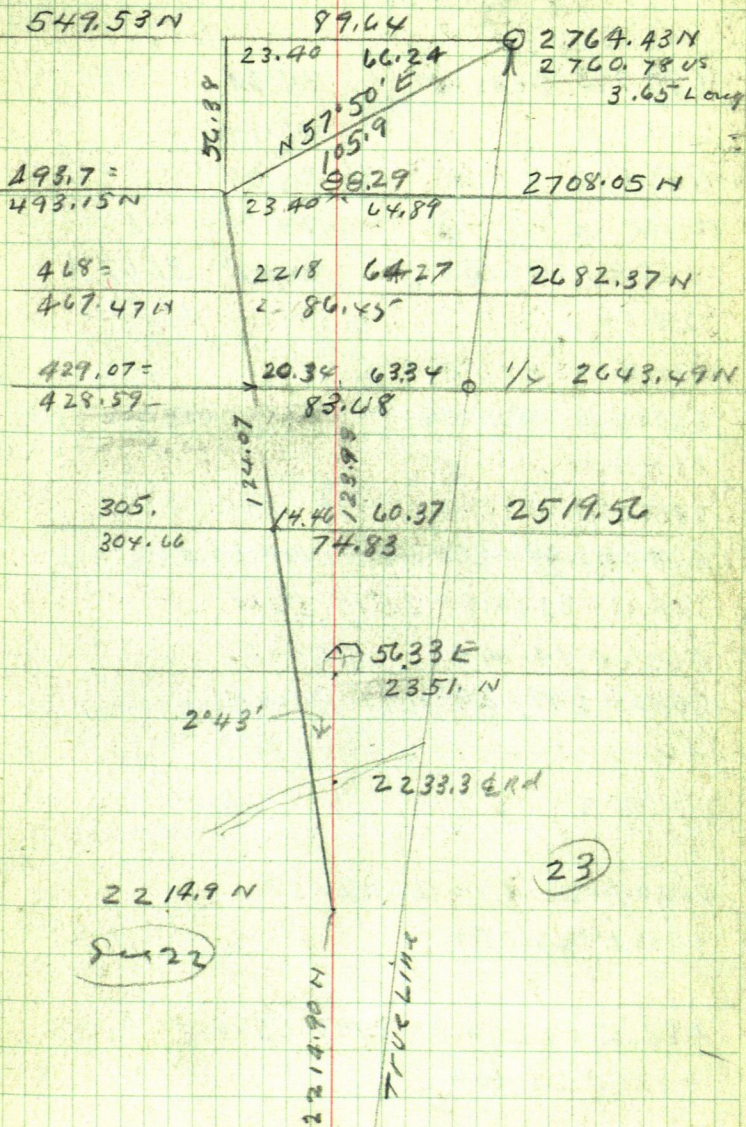 549.53 N 89.64 2764.43 N
23.40 66.24 2760.78 us
3.65 Long
56.38
N 57°50' E
105.9
493.7 = 88.29 2708.05 N
493.15 N 23.40 64.89
468 = 22.18 64.27 2682.37 N
467.47 N 86.45
429.07 = 20.34 63.34 1/4 2643.49 N
428.59 83.68
124.07 123.93
305. 14.46 60.37 2519.56
304.66 74.83
56.33 E
2351. N
2°43'
2233.3 ℄ Rd
23
2214.9 N
Sec 22
2214.90 N
True Line